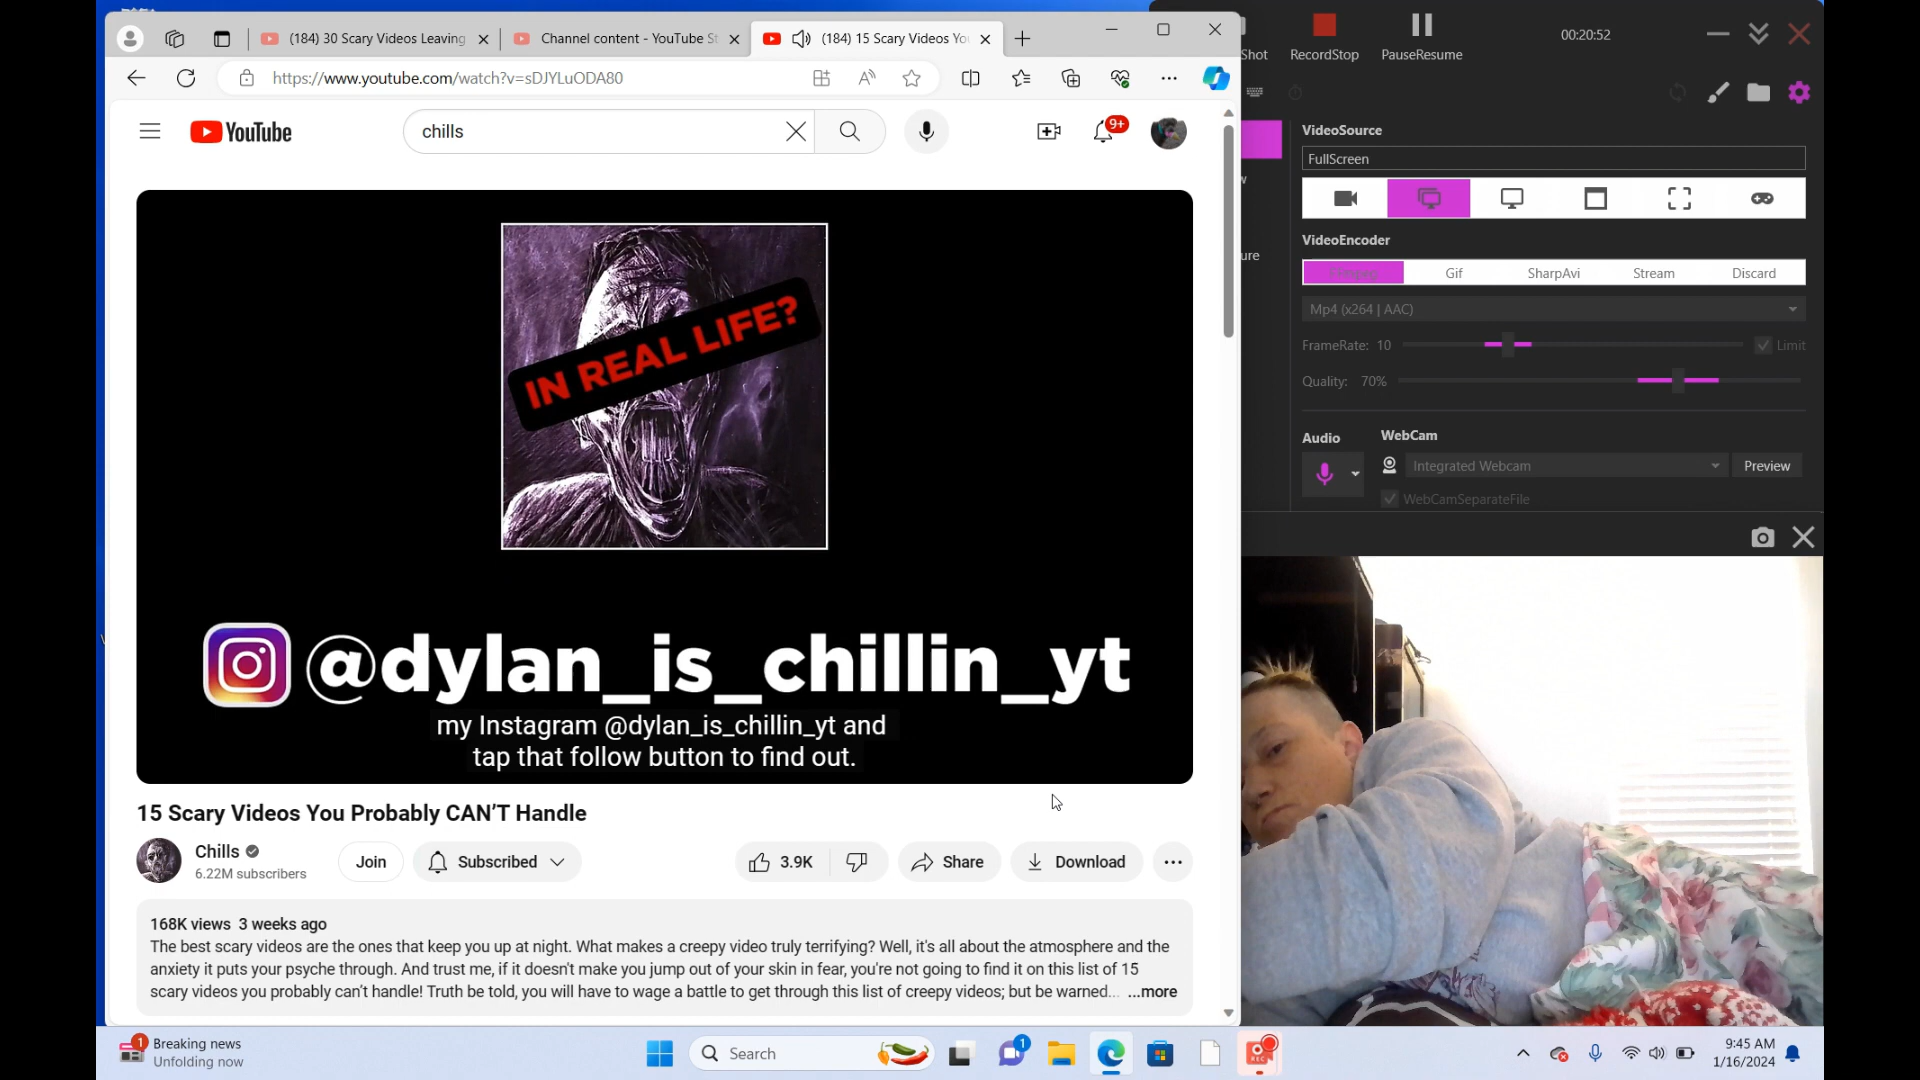 (184) 30 Scary Videos Leaving
Channel content - YouTube St
(184) 15 Scary Videos Yo
https://www.youtube.com/watch?v=sDJYLuODA80
YouTube
chills
9+
IN REAL LIFE?
@dylan_is_chillin_yt
my Instagram @dylan_is_chillin_yt and
tap that follow button to find out.
15 Scary Videos You Probably CAN'T Handle
Chills
6.22M subscribers
Join
Subscribed
3.9K
Share
Download
168K views 3 weeks ago
The best scary videos are the ones that keep you up at night. What makes a creepy video truly terrifying? Well, it's all about the atmosphere and the
anxiety it puts your psyche through. And trust me, if it doesn't make you jump out of your skin in fear, you're not going to find it on this list of 15
scary videos you probably can't handle! Truth be told, you will have to wage a battle to get through this list of creepy videos; but be warned... ...more
Shot
RecordStop
PauseResume
00:20:52
w
ure
VideoSource
FullScreen
VideoEncoder
Gif
SharpAvi
Stream
Discard
Mp4 (x264 | AAC)
FrameRate: 10
Limit
Quality: 70%
Audio
WebCam
Integrated Webcam
Preview
WebCamSeparateFile
1
Breaking news
Unfolding now
Search
1
REC
9:45 AM
1/16/2024